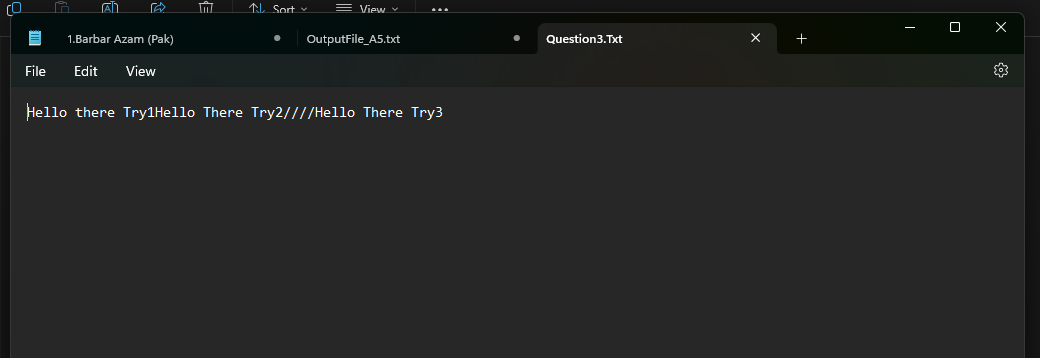 Sort View
1.Barbar Azam (Pak) OutputFile_A5.txt Question3.Txt
File Edit View
Hello there Try1Hello There Try2////Hello There Try3